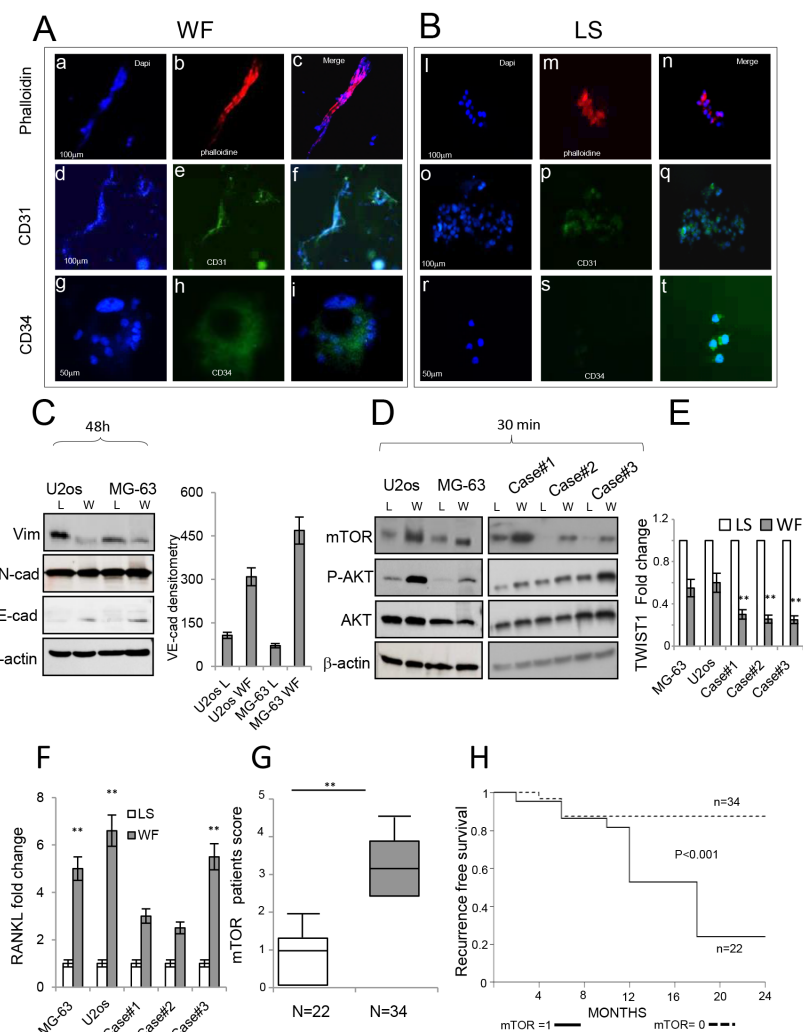 A WF
B LS
Phalloidin
CD31
CD34
a Dapi 100µm
b phalloidine
c Merge
d 100µm
e CD31
f
g 50µm
h CD34
i
l Dapi 100µm
m phalloidine
n Merge
o 100µm
p CD31
q
r 50µm
s CD34
t
C
48h
U2os MG-63
L W L W
Vim
N-cad
E-cad
-actin
VE-cad densitometry
600
450
300
150
0
U2os L
U2os WF
MG-63 L
MG-63 WF
D
30 min
U2os MG-63 Case#1 Case#2 Case#3
L W L W L W L W L W
mTOR
P-AKT
AKT
β-actin
E
LS WF
TWIST1 Fold change
1.2
0.8
0.4
0
** ** **
MG-63
U2os
Case#1
Case#2
Case#3
F
RANKL fold change
8
6
4
2
0
LS
WF
** ** **
MG-63
U2os
Case#1
Case#2
Case#3
G
mTOR patients score
5
4
3
2
1
0
**
N=22 N=34
H
Recurrence free survival
1
0.8
0.6
0.4
0.2
0
n=34
P<0.001
n=22
4 8 12 16 20 24
MONTHS
mTOR =1 mTOR= 0